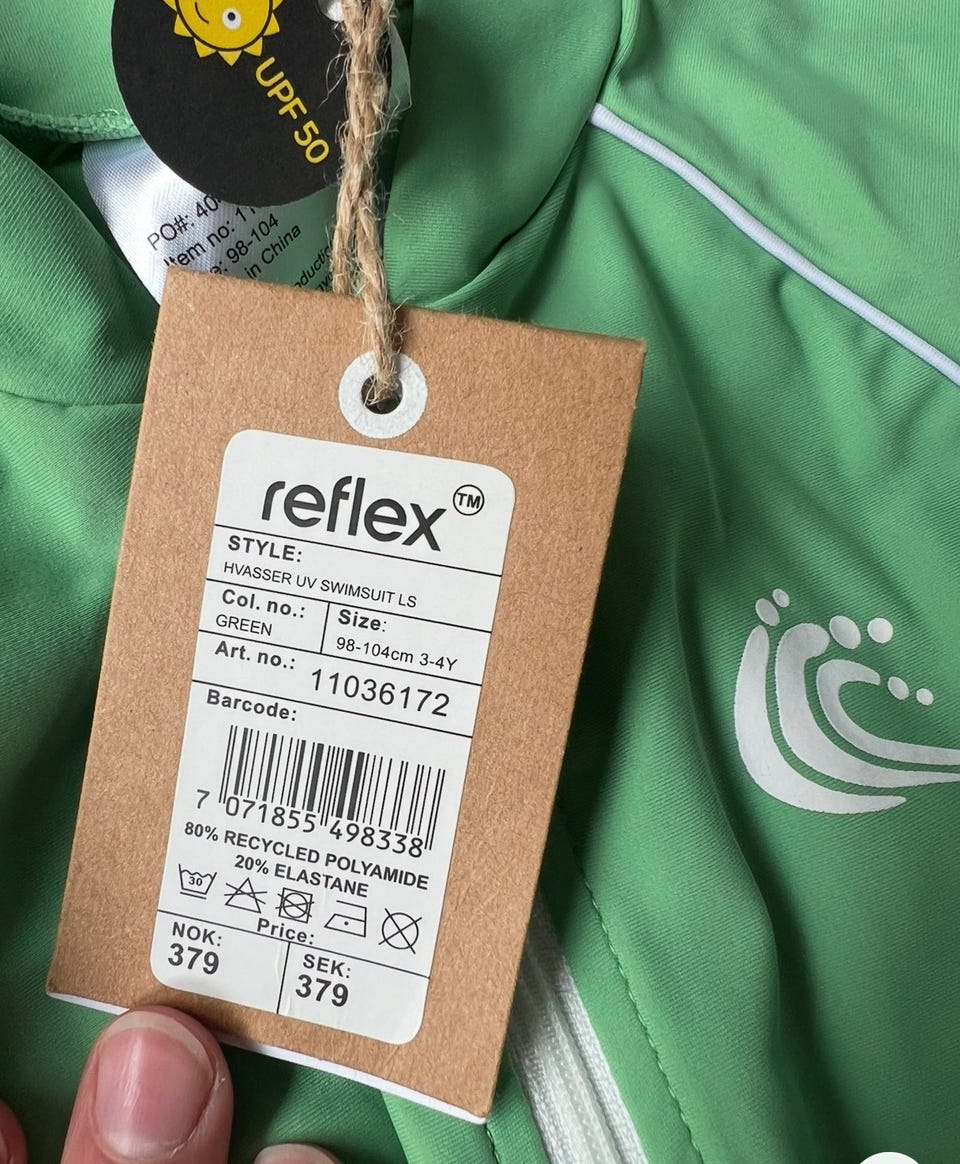 UPF 50
PO#: 40
Item no: 11
98-104
in China
reflex™
STYLE:
HVASSER UV SWIMSUIT LS
Col. no.: Size:
GREEN 98-104cm 3-4Y
Art. no.: 11036172
Barcode:
7 071855 498338
80% RECYCLED POLYAMIDE
20% ELASTANE
30
Price:
NOK: SEK:
379 379